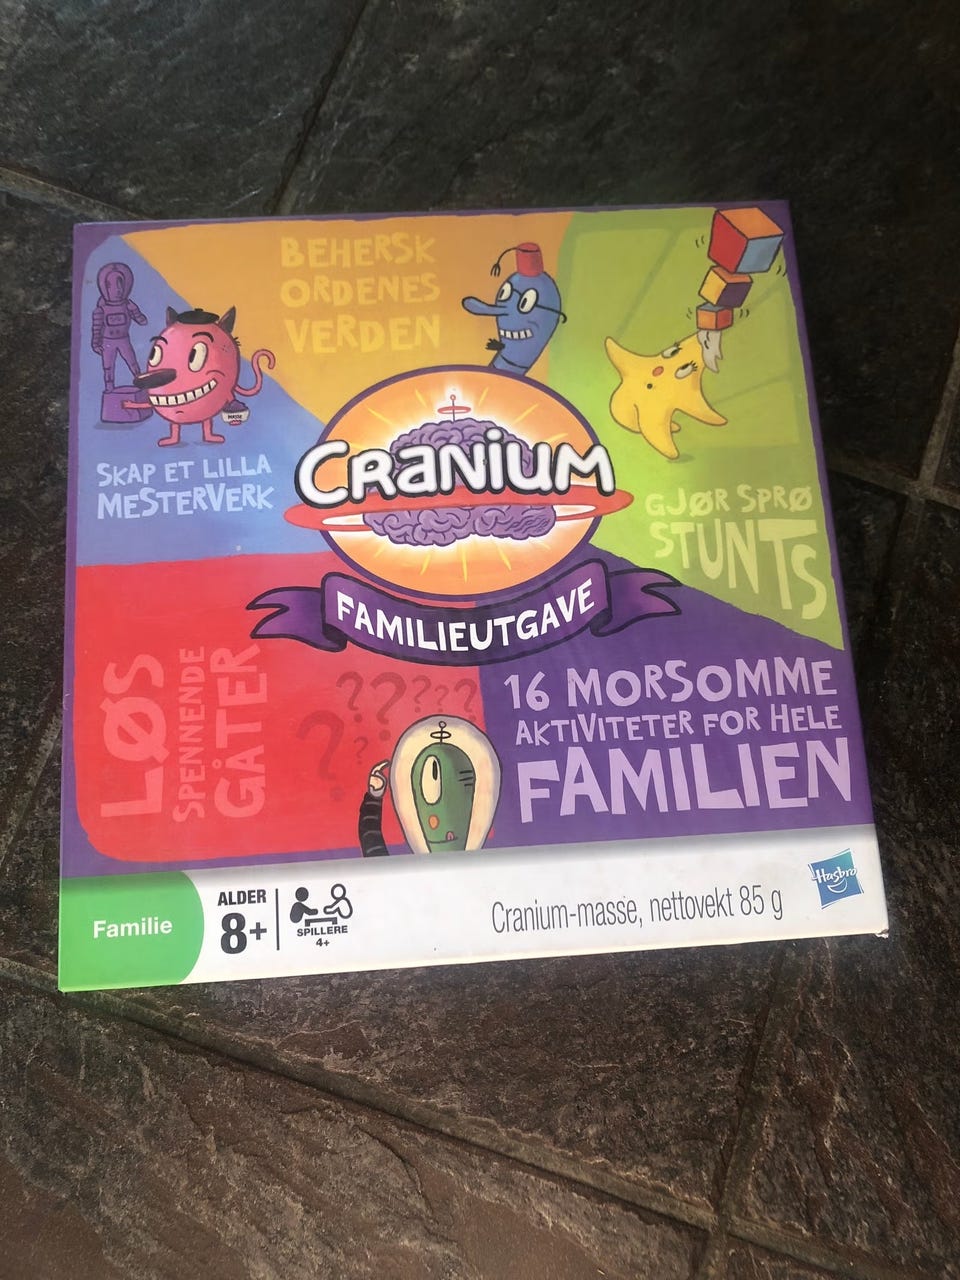 BEHERSK
ORDENES
VERDEN
SKAP ET LILLA
MESTERVERK
CRANIUM
FAMILIEUTGAVE
GJØR SPRØ
STUNTS
LØS
SPENNENDE
GÅTER
???????
16 MORSOMME
AKTIVITETER FOR HELE
FAMILIEN
Familie
ALDER
8+
SPILLERE
4+
Cranium-masse, nettovekt 85 g
Hasbro